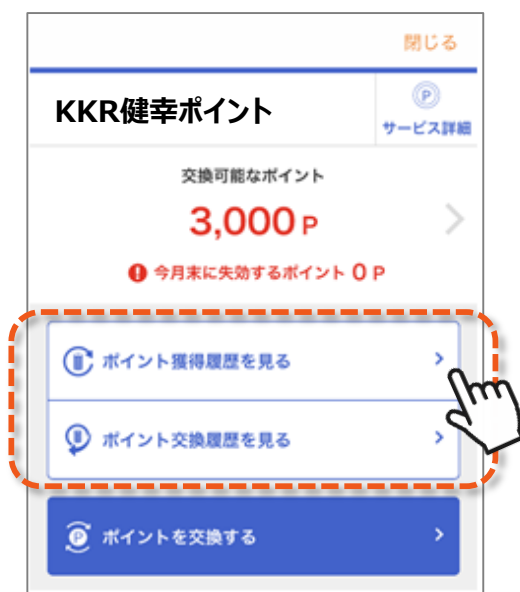 閉じる
KKR健幸ポイント
P
サービス詳細
交換可能なポイント
3,000 P
! 今月末に失効するポイント 0 P
ポイント獲得履歴を見る
ポイント交換履歴を見る
P ポイントを交換する